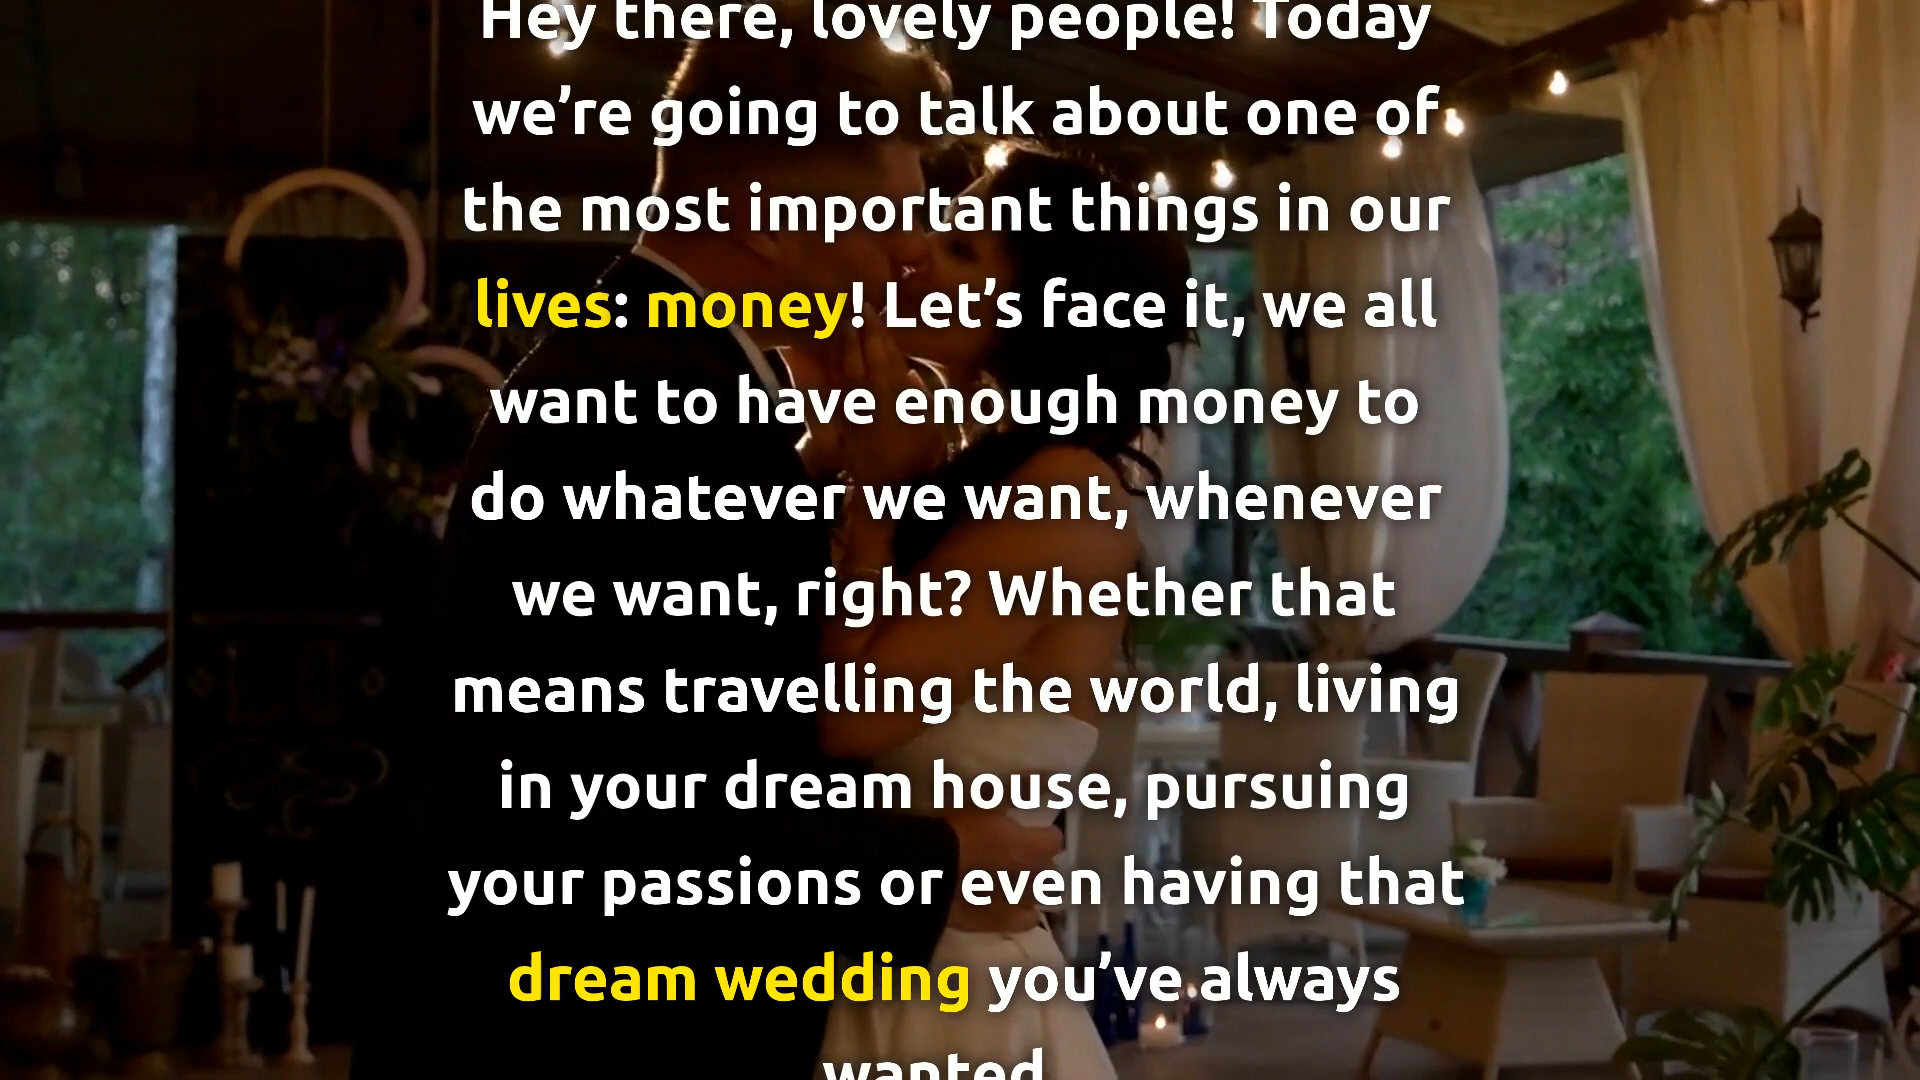 Hey there, lovely people! Today
we’re going to talk about one of
the most important things in our
lives: money! Let’s face it, we all
want to have enough money to
do whatever we want, whenever
we want, right? Whether that
means travelling the world, living
in your dream house, pursuing
your passions or even having that
dream wedding you’ve always
wanted